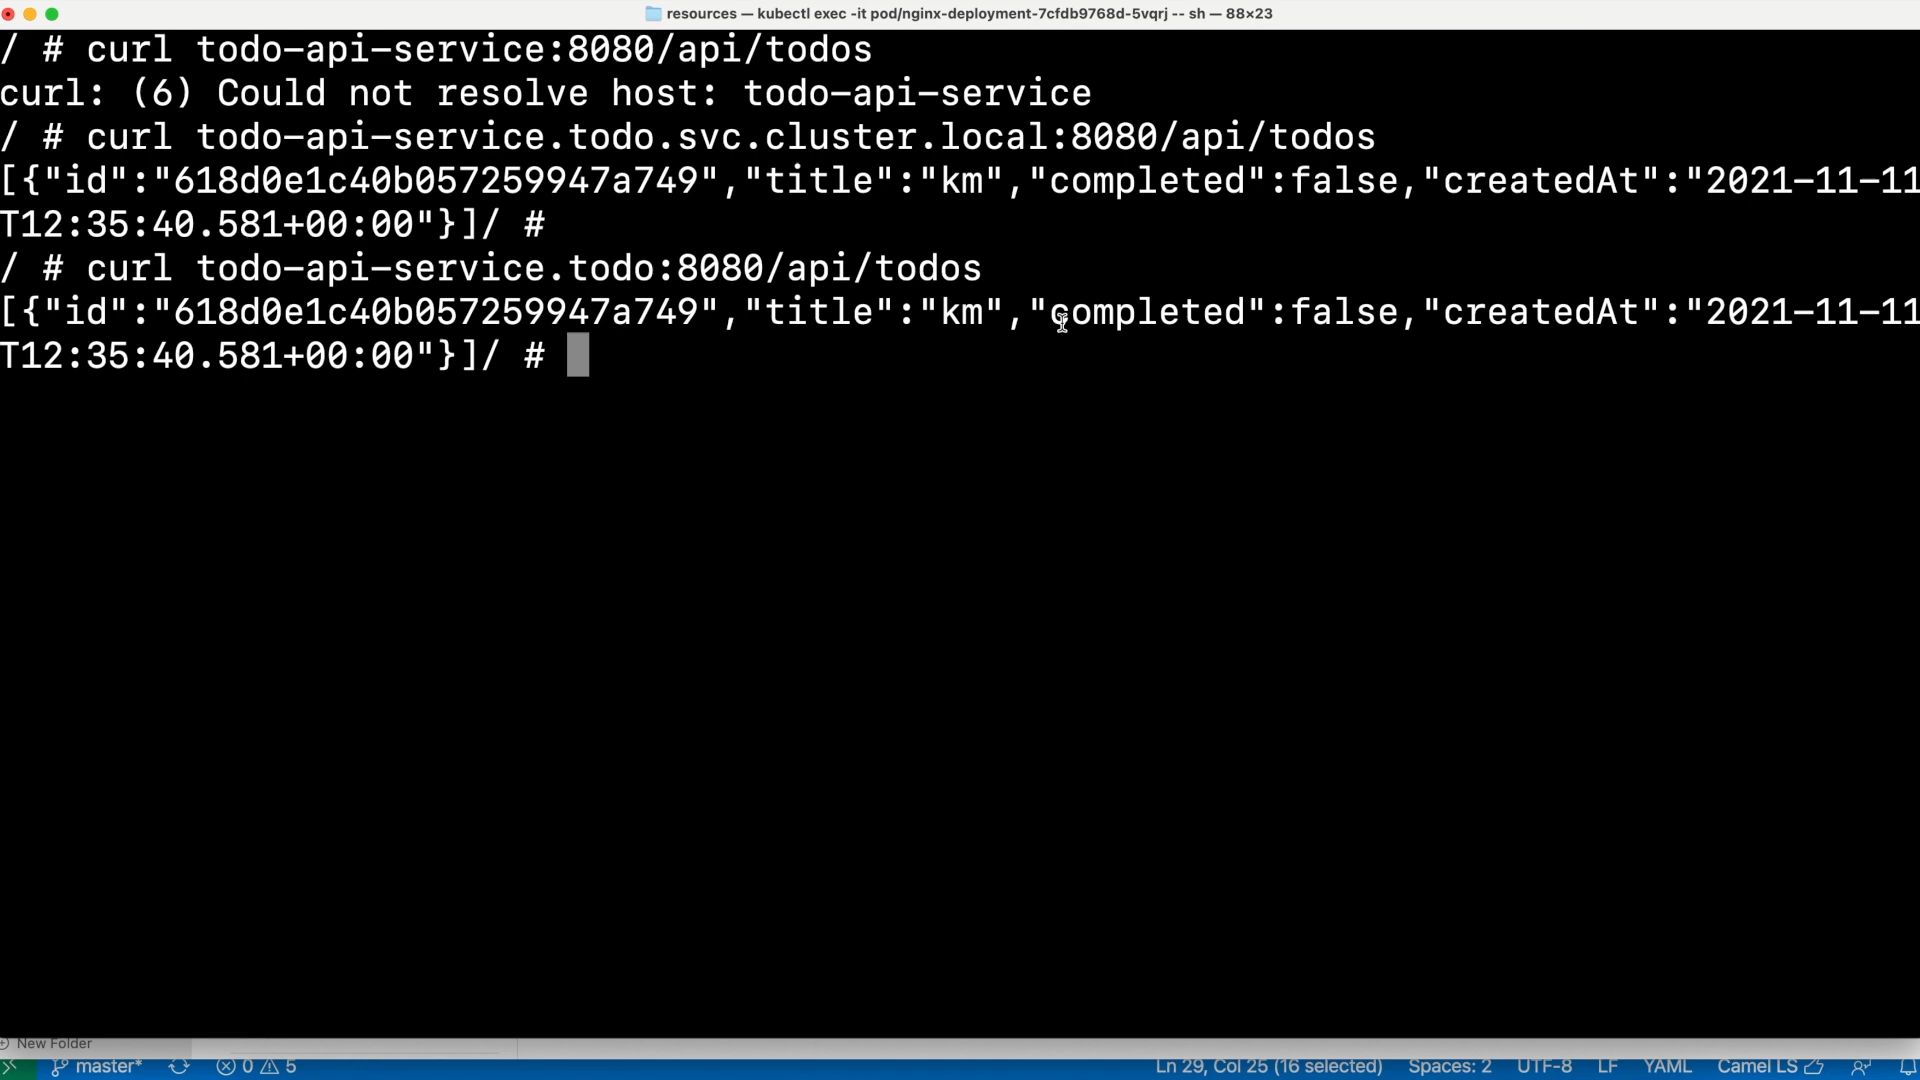 resources — kubectl exec -it pod/nginx-deployment-7cfdb9768d-5vqrj -- sh — 88×23
/ # curl todo-api-service:8080/api/todos
curl: (6) Could not resolve host: todo-api-service
/ # curl todo-api-service.todo.svc.cluster.local:8080/api/todos
[{"id":"618d0e1c40b057259947a749","title":"km","completed":false,"createdAt":"2021-11-11
T12:35:40.581+00:00"}]/ #
/ # curl todo-api-service.todo:8080/api/todos
[{"id":"618d0e1c40b057259947a749","title":"km","completed":false,"createdAt":"2021-11-11
T12:35:40.581+00:00"}]/ #
New Folder
master* 0 5 Ln 29, Col 25 (16 selected) Spaces: 2 UTF-8 LF YAML Camel LS